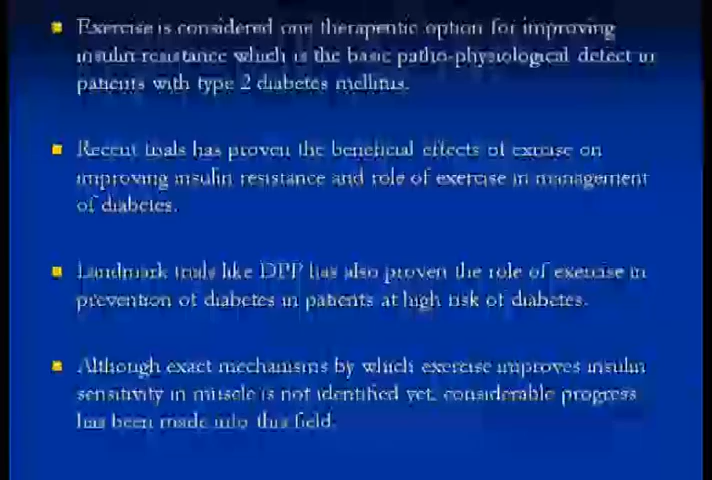 Exercise is considered one therapeutic option for improving
insulin resistance which is the basic patho-physiological defect in
patients with type 2 diabetes mellitus.
Recent trials has proven the beneficial effects of exrcise on
improving insulin resistance and role of exercise in management
of diabetes.
Landmark trials like DPP has also proven the role of exercise in
prevention of diabetes in patients at high risk of diabetes.
Although exact mechanisms by which exercise improves insulin
sensitivity in muscle is not identified yet, considerable progress
has been made into this field.